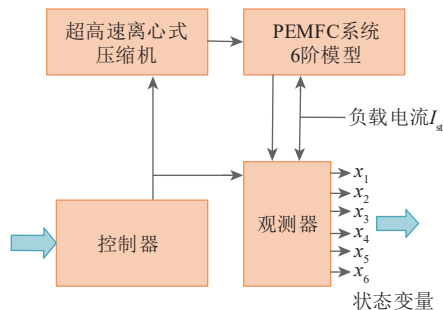 超高速离心式
压缩机
PEMFC系统
6阶模型
负载电流Ist
控制器
观测器
x1
x2
x3
x4
x5
x6
状态变量